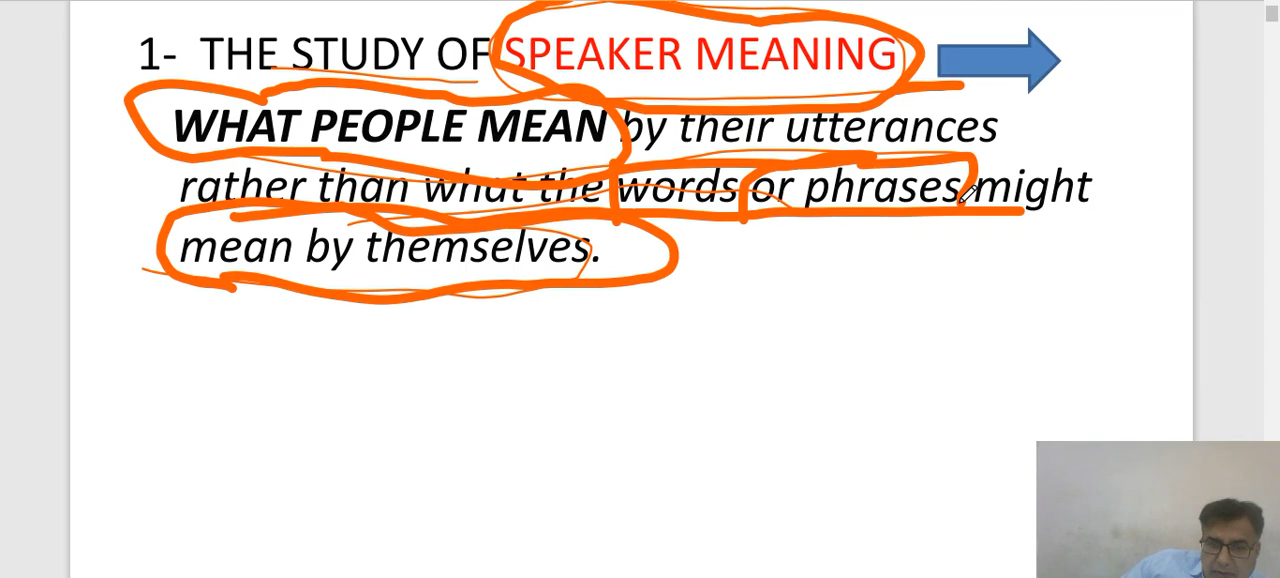 1- THE STUDY OF SPEAKER MEANING
WHAT PEOPLE MEAN by their utterances
rather than what the words or phrases might
mean by themselves.